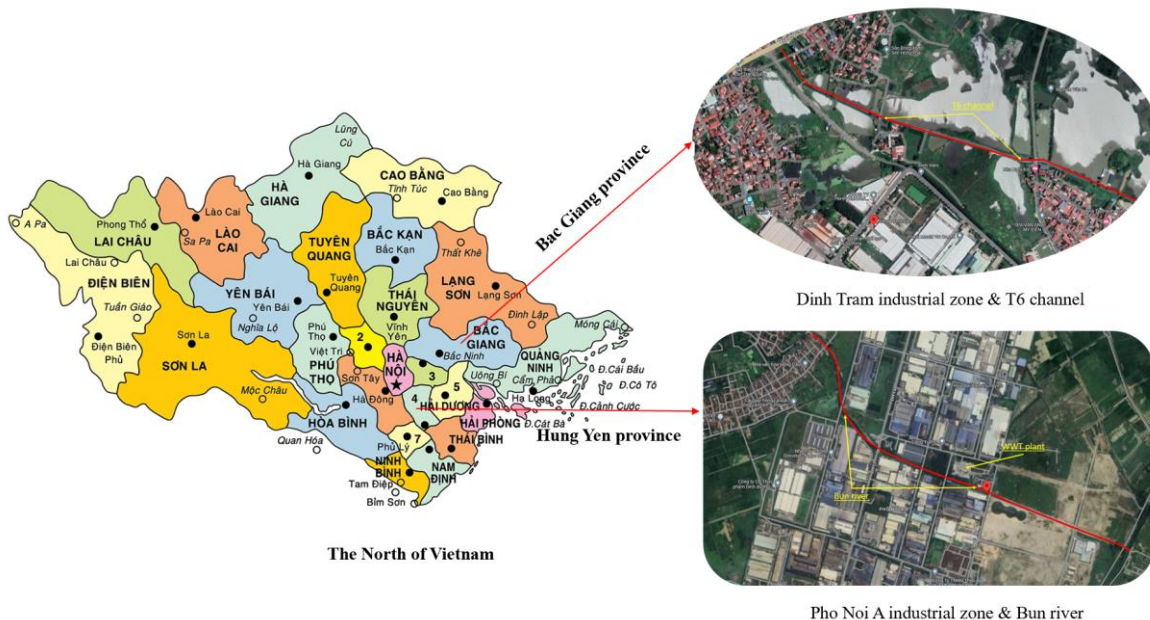 Lũng
Cú
Hà Giang
HÀ
GIANG
CAO BẰNG
Tĩnh Túc
Cao Bằng
A Pa
Phong Thổ
LAI CHÂU
Lai Châu
Lào Cai
Sa Pa
LÀO
CAI
TUYÊN
QUANG
Tuyên
Quang
BẮC KẠN
Bắc Kạn
Thất Khê
LẠNG
SƠN
Lạng Sơn
ĐIỆN BIÊN
Tuần Giáo
Điện Biên
Phủ
YÊN BÁI
Yên Bái
Nghĩa Lộ
THÁI
NGUYÊN
Vĩnh
Yên
Đình Lập
BẮC
GIANG
Móng Cái
Sơn La
SƠN LA
Mộc Châu
Phú
Thọ
Việt Trì
PHÚ
THỌ
2
HÀ
NỘI
Bắc Ninh
3
QUẢNG
NINH
Uông Bí
Cẩm Phả
Hạ Long
Đ.Cái Bầu
Đ.Cô Tô
Đ.Cảnh Cước
Đ.Cát Bà
Sơn Tây
Hà Đông
4
5
HẢI DƯƠNG
HẢI PHÒNG
HÒA BÌNH
Quan Hóa
7
Phủ Lý
THÁI BÌNH
NINH
BÌNH
NAM
ĐỊNH
Tam Điệp
Bỉm Sơn
Bac Giang province
Hung Yen province
The North of Vietnam
T6 channel
Dinh Tram industrial zone & T6 channel
WWT plant
Bun river
Pho Noi A industrial zone & Bun river